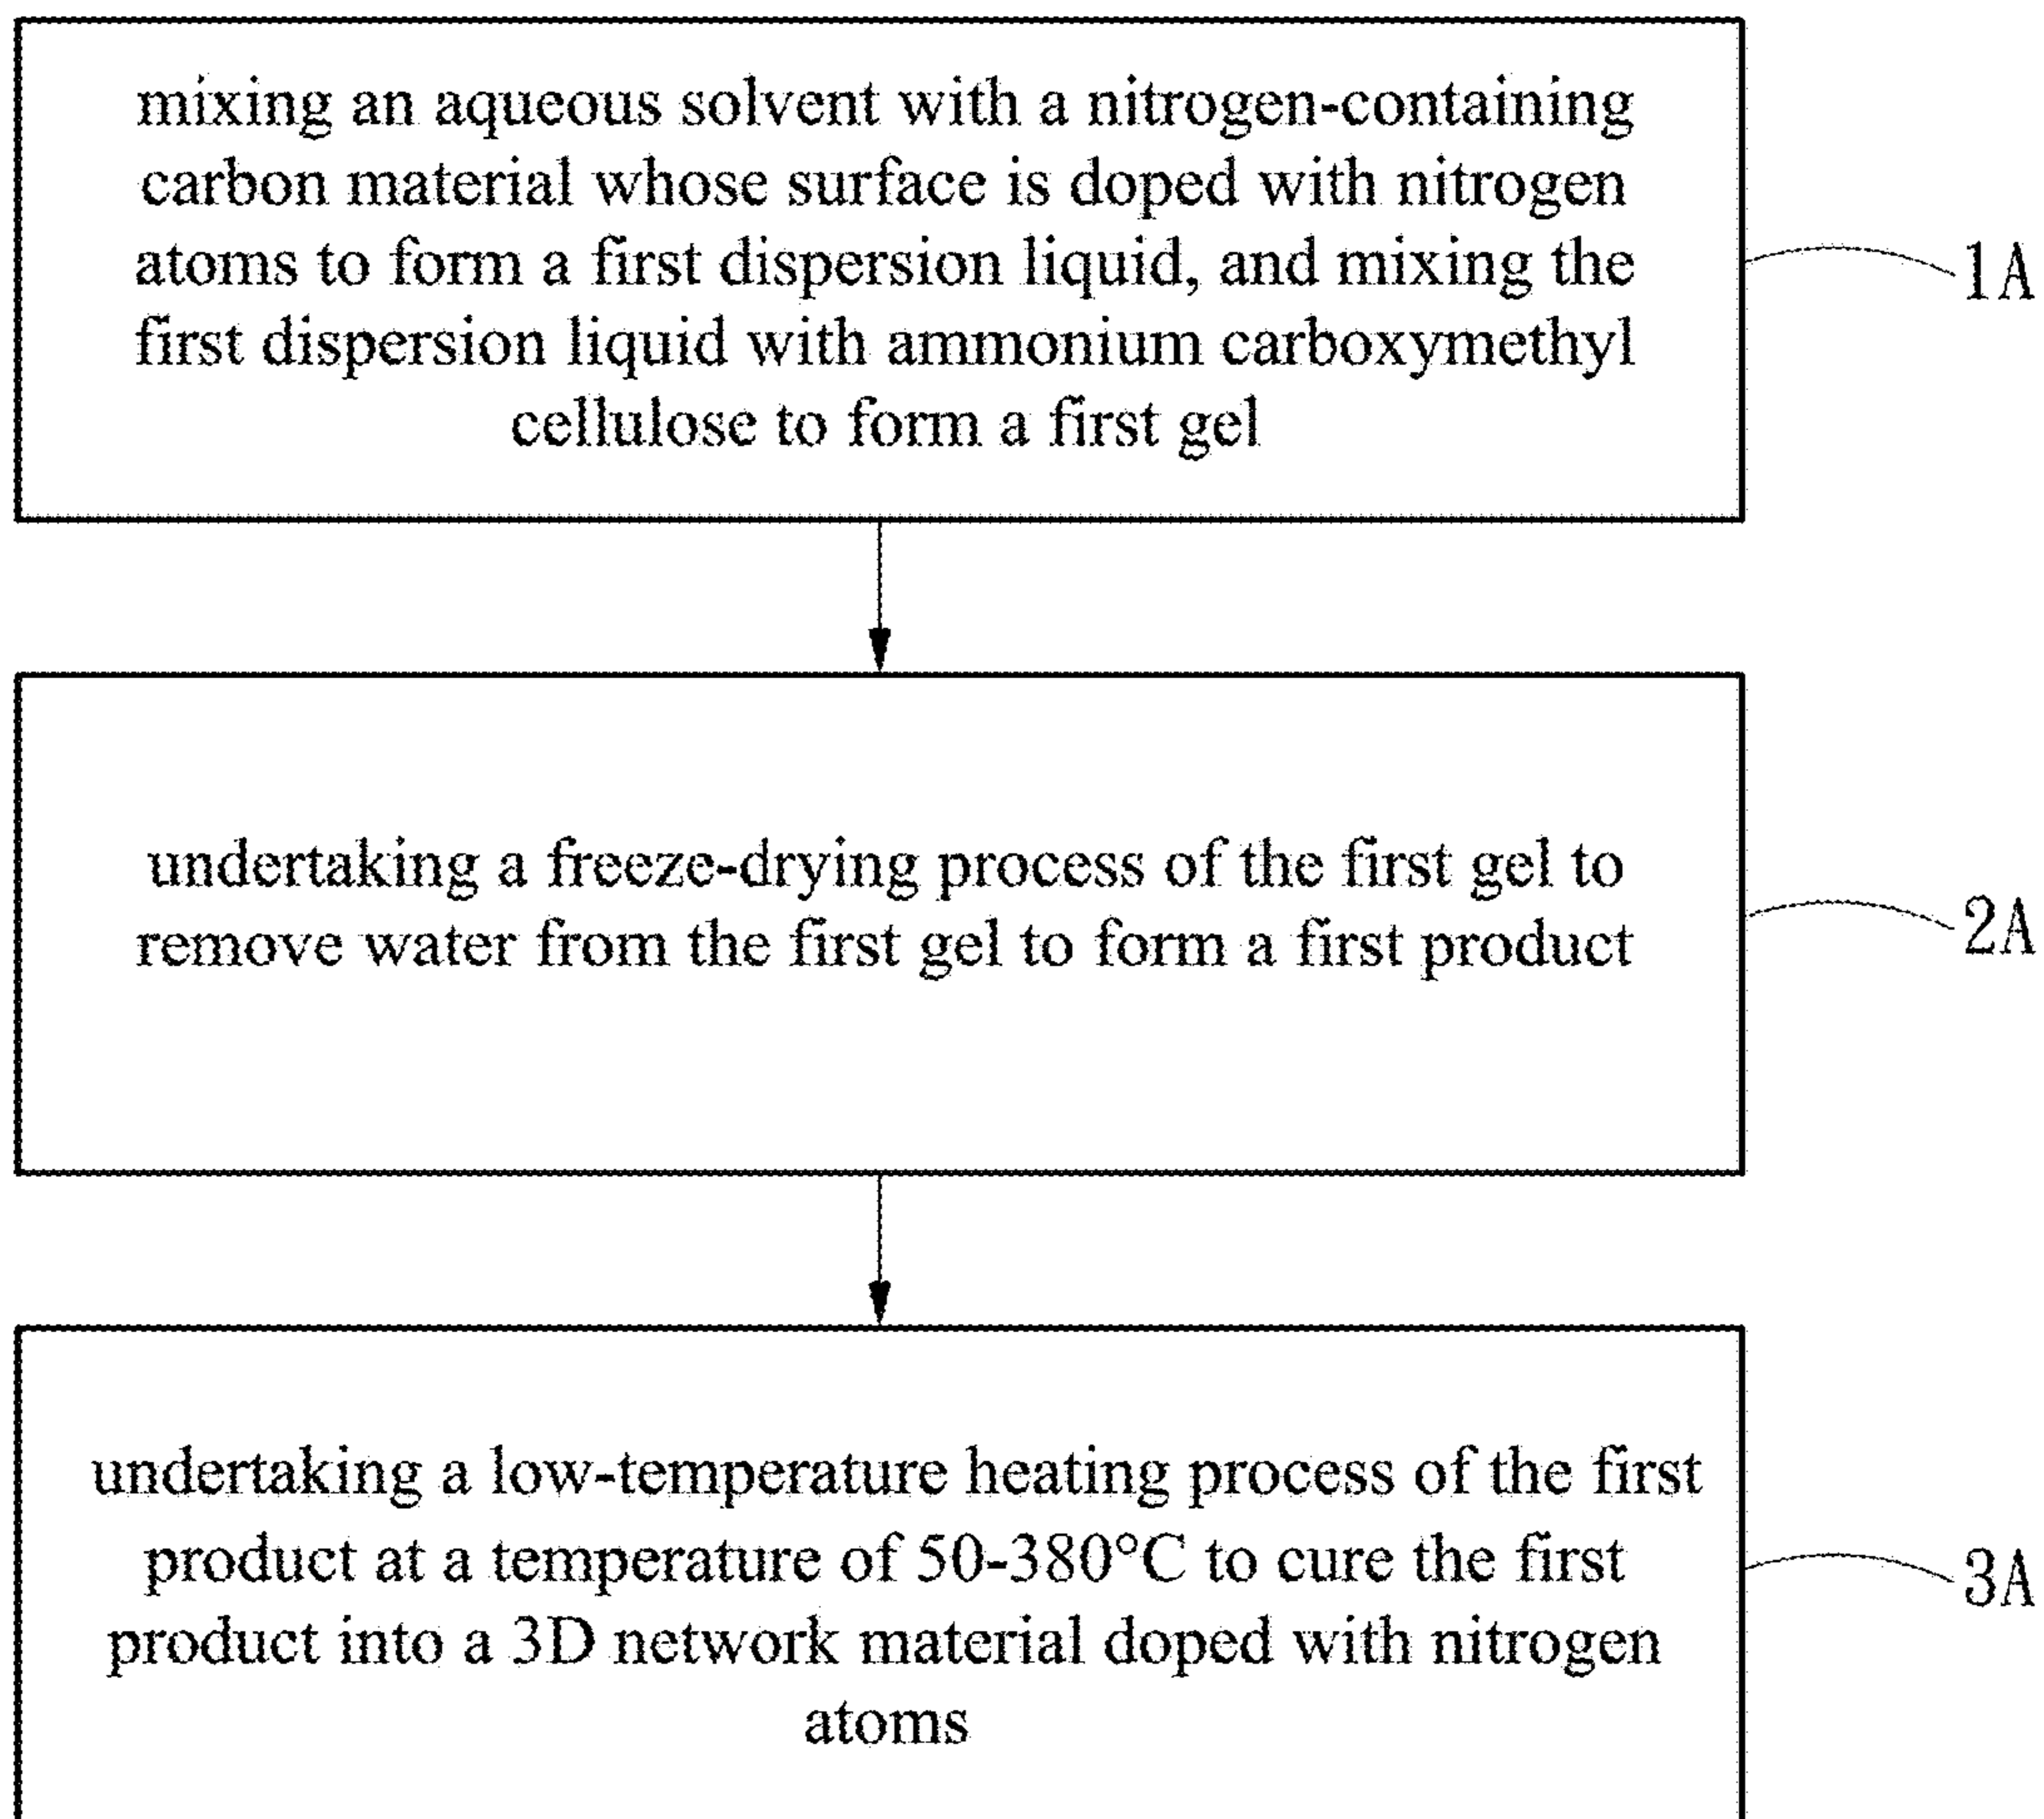 mixing an aqueous solvent with a nitrogen-containing
carbon material whose surface is doped with nitrogen
atoms to form a first dispersion liquid, and mixing the
first dispersion liquid with ammonium carboxymethyl
cellulose to form a first gel
1A
undertaking a freeze-drying process of the first gel to
remove water from the first gel to form a first product
2A
undertaking a low-temperature heating process of the first
product at a temperature of 50-380°C to cure the first
product into a 3D network material doped with nitrogen
atoms
3A